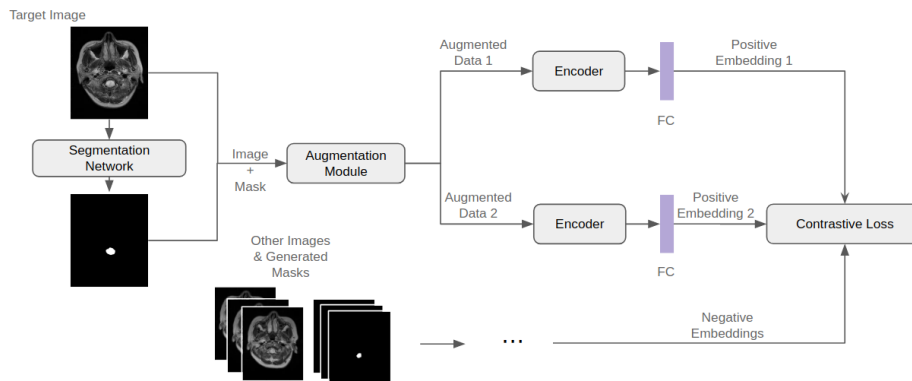 Target Image
Segmentation
Network
Image
+
Mask
Augmentation
Module
Augmented
Data 1
Encoder
FC
Positive
Embedding 1
Augmented
Data 2
Encoder
FC
Positive
Embedding 2
Contrastive Loss
Other Images
& Generated
Masks
...
Negative
Embeddings